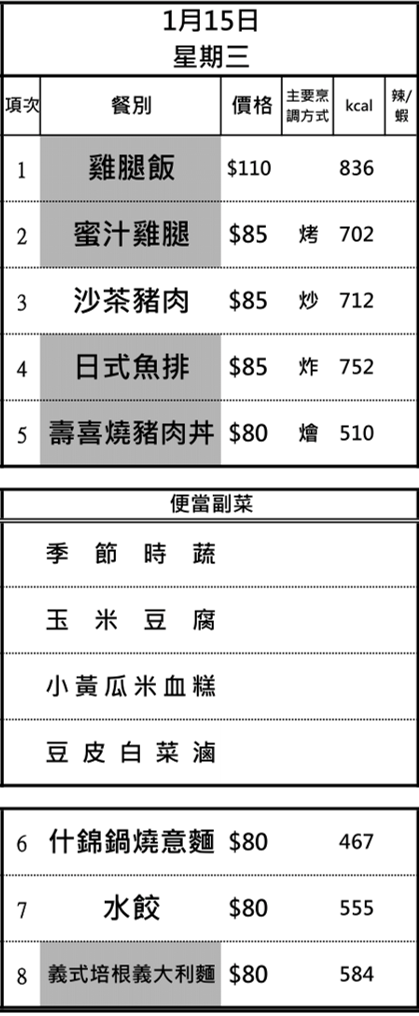 1月15日
星期三
項次 餐別 價格 主要烹調方式 kcal 辣/蝦
1 雞腿飯 $110 836
2 蜜汁雞腿 $85 烤 702
3 沙茶豬肉 $85 炒 712
4 日式魚排 $85 炸 752
5 壽喜燒豬肉丼 $80 燴 510
便當副菜
季節時蔬
玉米豆腐
小黃瓜米血糕
豆皮白菜滷
6 什錦鍋燒意麵 $80 467
7 水餃 $80 555
8 義式培根義大利麵 $80 584